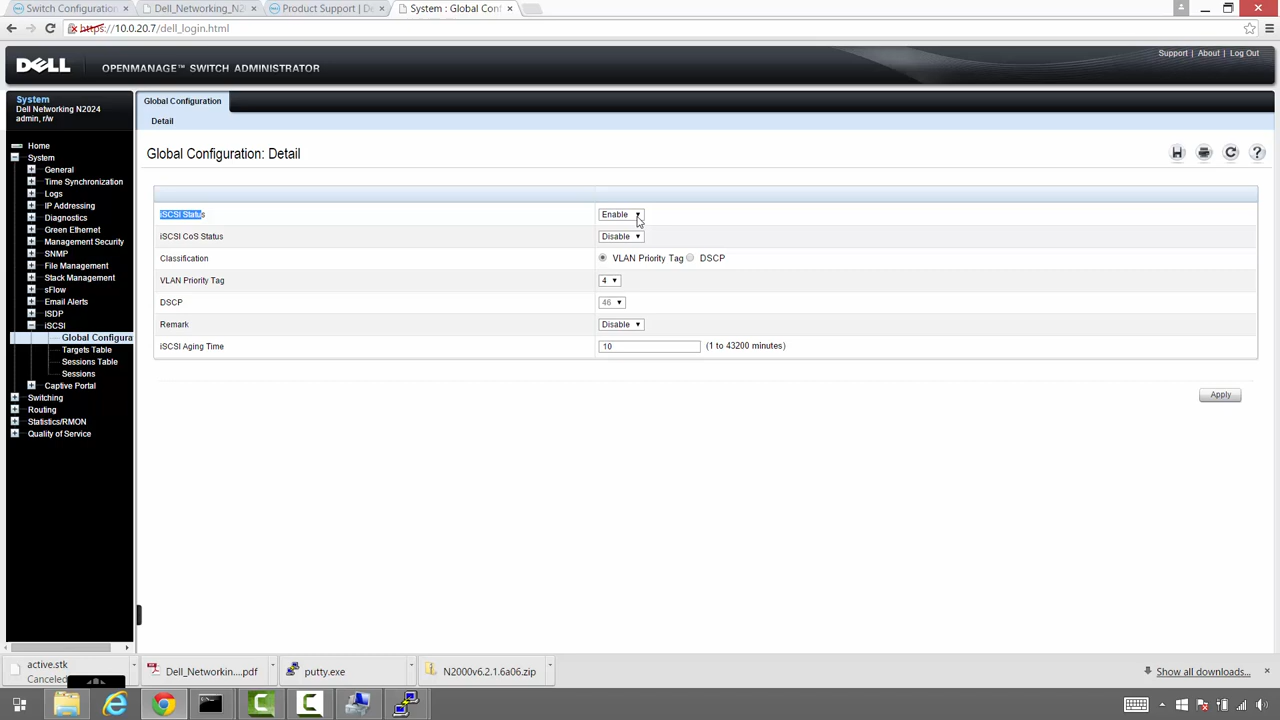 Switch Configuration:
Dell_Networking_N2
Product Support | De
System : Global Conf
https://10.0.20.7/dell_login.html
DELL
OPENMANAGE™ SWITCH ADMINISTRATOR
Support | About | Log Out
System
Dell Networking N2024
admin, r/w
Home
System
General
Time Synchronization
Logs
IP Addressing
Diagnostics
Green Ethernet
Management Security
SNMP
File Management
Stack Management
sFlow
Email Alerts
ISDP
iSCSI
Global Configura
Targets Table
Sessions Table
Sessions
Captive Portal
Switching
Routing
Statistics/RMON
Quality of Service
Global Configuration
Detail
Global Configuration: Detail
iSCSI Status Enable
iSCSI CoS Status Disable
Classification VLAN Priority Tag DSCP
VLAN Priority Tag 4
DSCP 46
Remark Disable
iSCSI Aging Time 10 (1 to 43200 minutes)
Apply
active.stk
Canceled
Dell_Networkin....pdf
putty.exe
N2000v6.2.1.6a06.zip
Show all downloads...